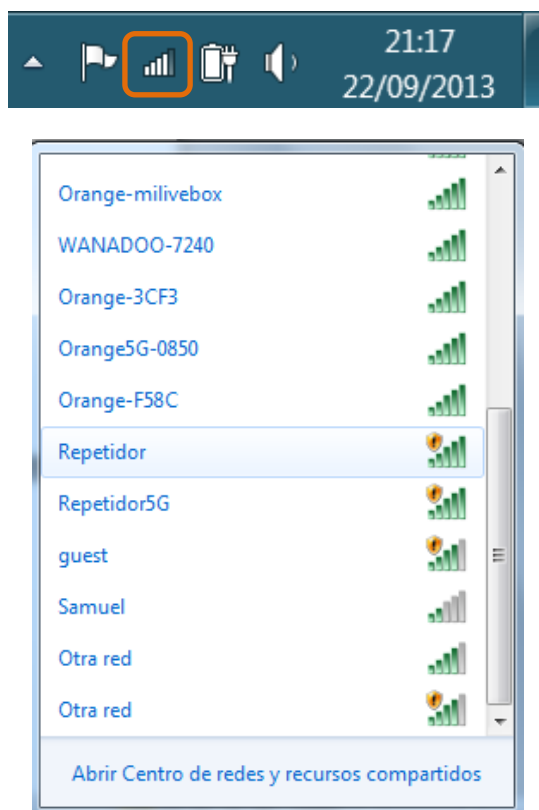 21:17
22/09/2013
Orange-milivebox
WANADOO-7240
Orange-3CF3
Orange5G-0850
Orange-F58C
Repetidor
Repetidor5G
guest
Samuel
Otra red
Otra red
Abrir Centro de redes y recursos compartidos